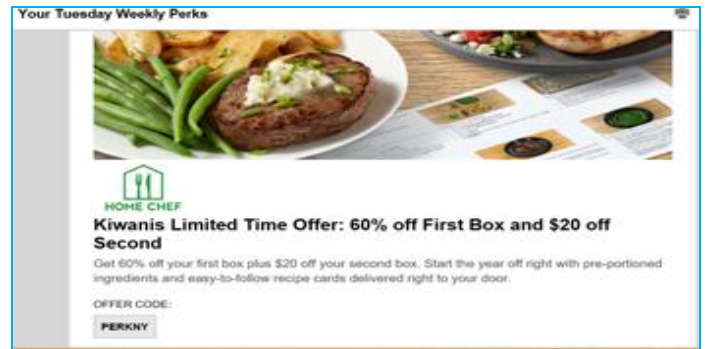 Your Tuesday Weekly Perks
HOME CHEF
Kiwanis Limited Time Offer: 60% off First Box and $20 off
Second
Get 60% off your first box plus $20 off your second box. Start the year off right with pre-portioned
ingredients and easy-to-follow recipe cards delivered right to your door.
OFFER CODE:
PERKNY